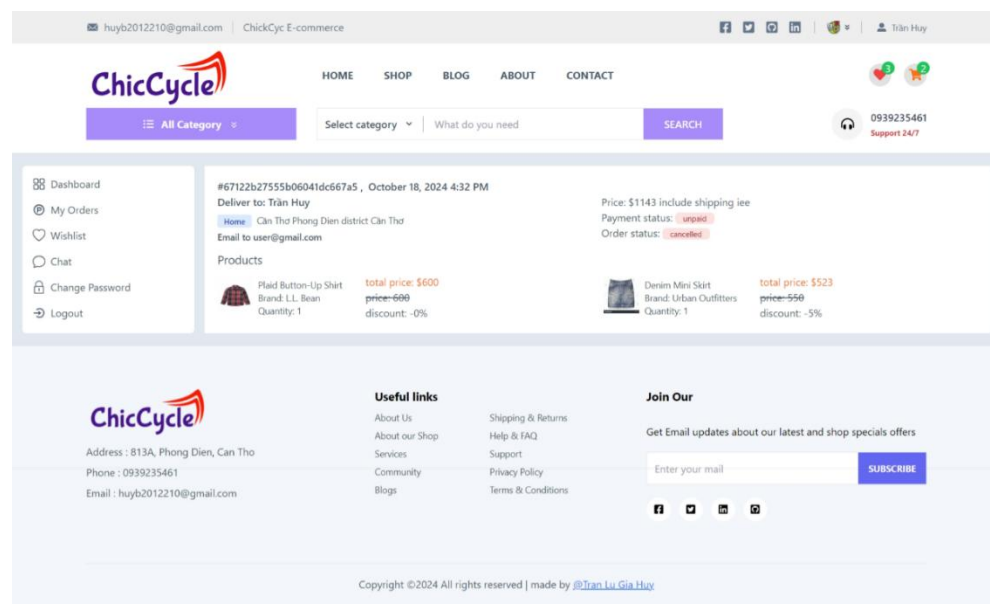 huyb2012210@gmail.com ChickCyc E-commerce Trần Huy
ChicCycle HOME SHOP BLOG ABOUT CONTACT 3 2
All Category Select category What do you need SEARCH 0939235461
Support 24/7
Dashboard
My Orders
Wishlist
Chat
Change Password
Logout
#67122b27555b06041dc667a5 , October 18, 2024 4:32 PM
Deliver to: Trần Huy
Home Cần Thơ Phong Dien district Cần Thơ
Email to user@gmail.com
Price: $1143 include shipping iee
Payment status: unpaid
Order status: cancelled
Products
Plaid Button-Up Shirt
Brand: L.L. Bean
Quantity: 1
total price: $600
price: 600
discount: -0%
Denim Mini Skirt
Brand: Urban Outfitters
Quantity: 1
total price: $523
price: 550
discount: -5%
ChicCycle
Address : 813A, Phong Dien, Can Tho
Phone : 0939235461
Email : huyb2012210@gmail.com
Useful links
About Us
About our Shop
Services
Community
Blogs
Shipping & Returns
Help & FAQ
Support
Privacy Policy
Terms & Conditions
Join Our
Get Email updates about our latest and shop specials offers
Enter your mail SUBSCRIBE
Copyright ©2024 All rights reserved | made by @Tran Lu Gia Huy